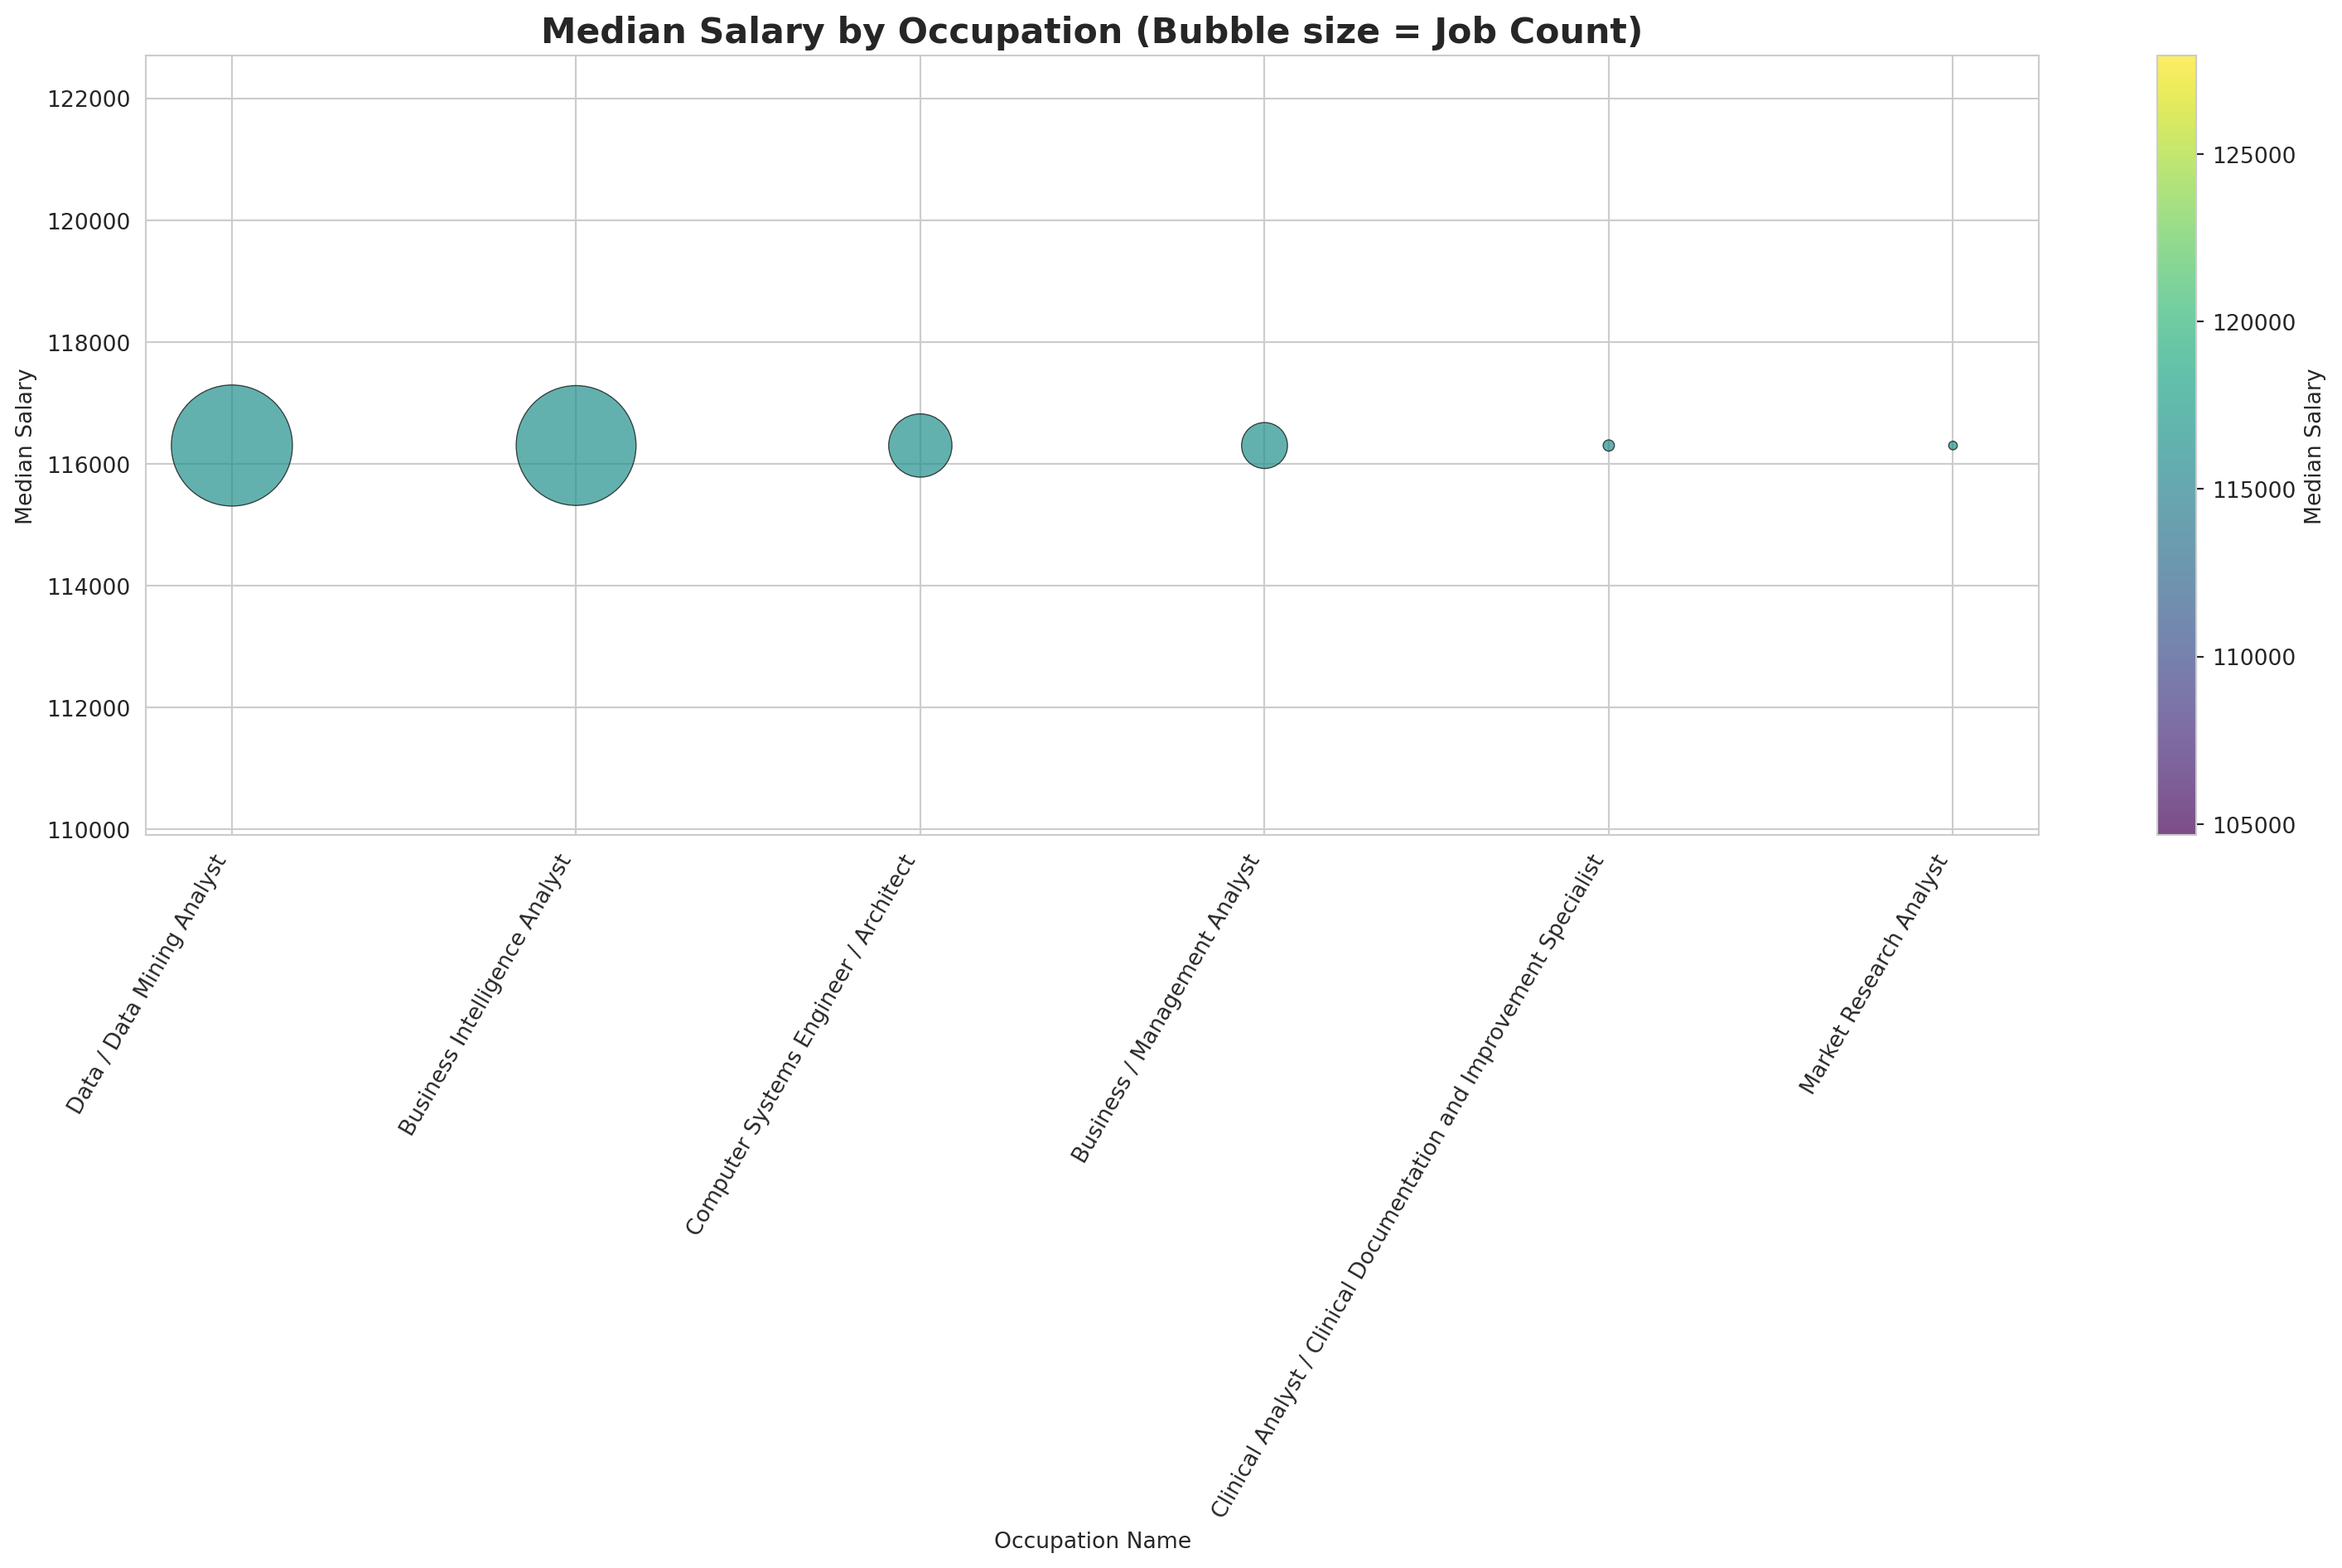 Median Salary by Occupation (Bubble size = Job Count)
Median Salary
122000
120000
118000
116000
114000
112000
110000
Data / Data Mining Analyst
Business Intelligence Analyst
Computer Systems Engineer / Architect
Business / Management Analyst
Clinical Analyst / Clinical Documentation and Improvement Specialist
Market Research Analyst
Occupation Name
125000
120000
115000
110000
105000
Median Salary